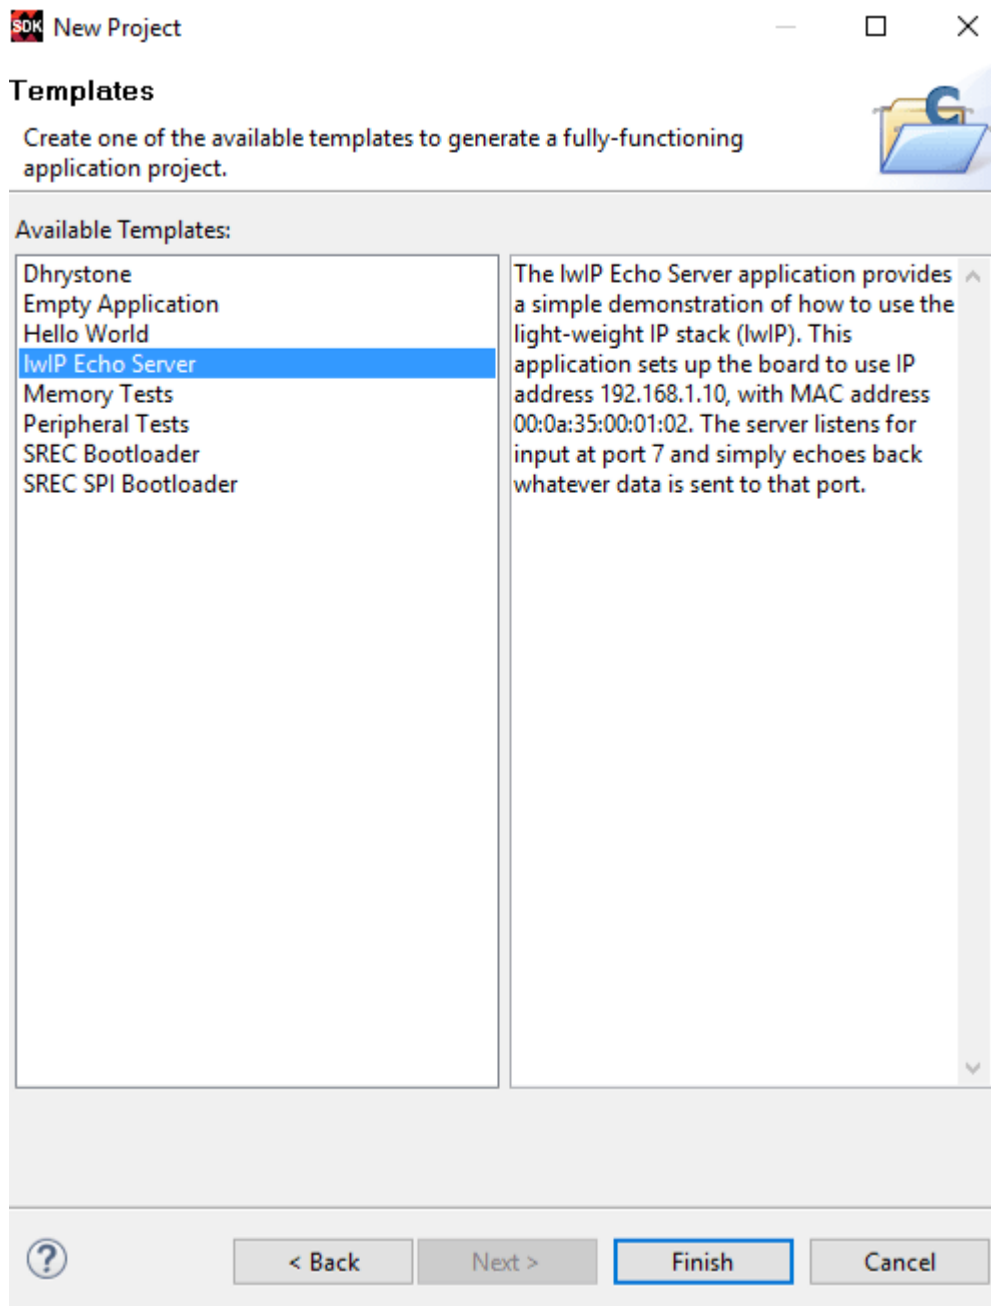 SDK New Project
Templates
Create one of the available templates to generate a fully-functioning
application project.
Available Templates:
Dhrystone
Empty Application
Hello World
lwIP Echo Server
Memory Tests
Peripheral Tests
SREC Bootloader
SREC SPI Bootloader
The lwIP Echo Server application provides
a simple demonstration of how to use the
light-weight IP stack (lwIP). This
application sets up the board to use IP
address 192.168.1.10, with MAC address
00:0a:35:00:01:02. The server listens for
input at port 7 and simply echoes back
whatever data is sent to that port.
? < Back Next > Finish Cancel